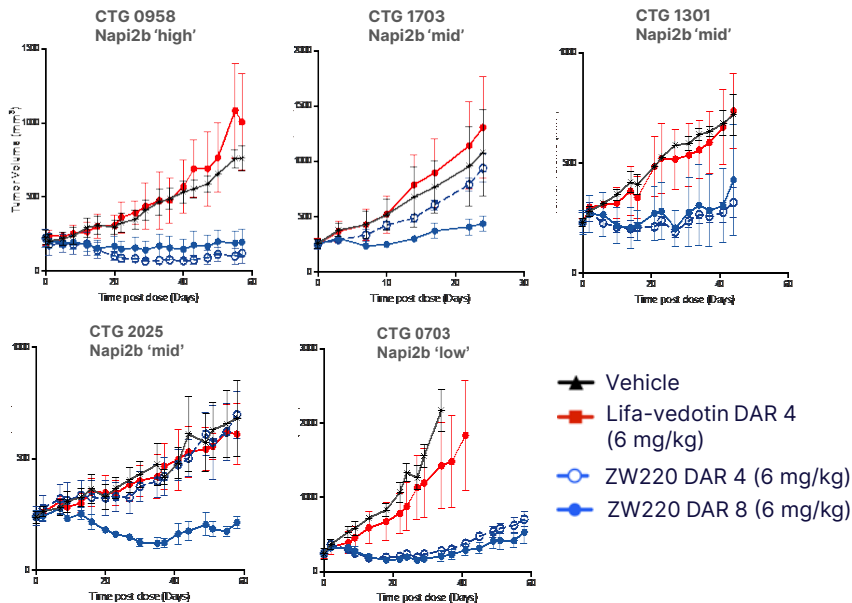 CTG 0958
Napi2b 'high'
CTG 1703
Napi2b 'mid'
CTG 1301
Napi2b 'mid'
Tumor Volume (mm³)
1500
1000
500
0
0
20
40
60
Time post dose (Days)
2000
1500
1000
500
0
0
10
20
30
Time post dose (Days)
1000
500
0
0
20
40
60
Time post dose (Days)
CTG 2025
Napi2b 'mid'
CTG 0703
Napi2b 'low'
1000
500
0
0
20
40
60
Time post dose (Days)
3000
2000
1000
0
0
20
40
60
Time post dose (Days)
Vehicle
Lifa-vedotin DAR 4
(6 mg/kg)
ZW220 DAR 4 (6 mg/kg)
ZW220 DAR 8 (6 mg/kg)